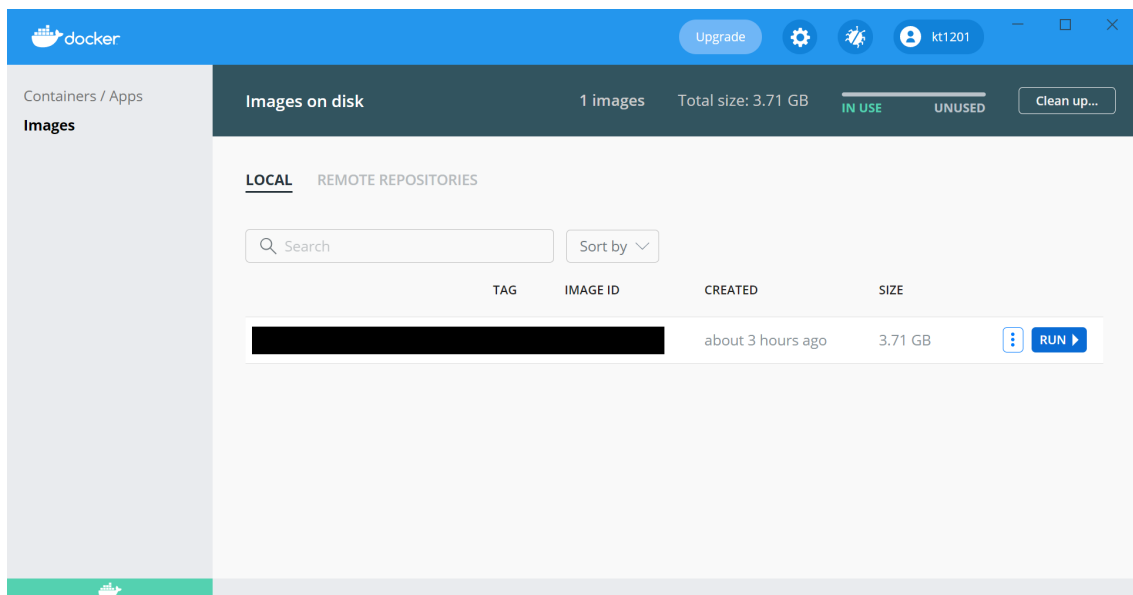 docker
Upgrade
kt1201
Containers / Apps
Images
Images on disk
1 images
Total size: 3.71 GB
IN USE
UNUSED
Clean up...
LOCAL
REMOTE REPOSITORIES
Search
Sort by
TAG
IMAGE ID
CREATED
SIZE
about 3 hours ago
3.71 GB
RUN